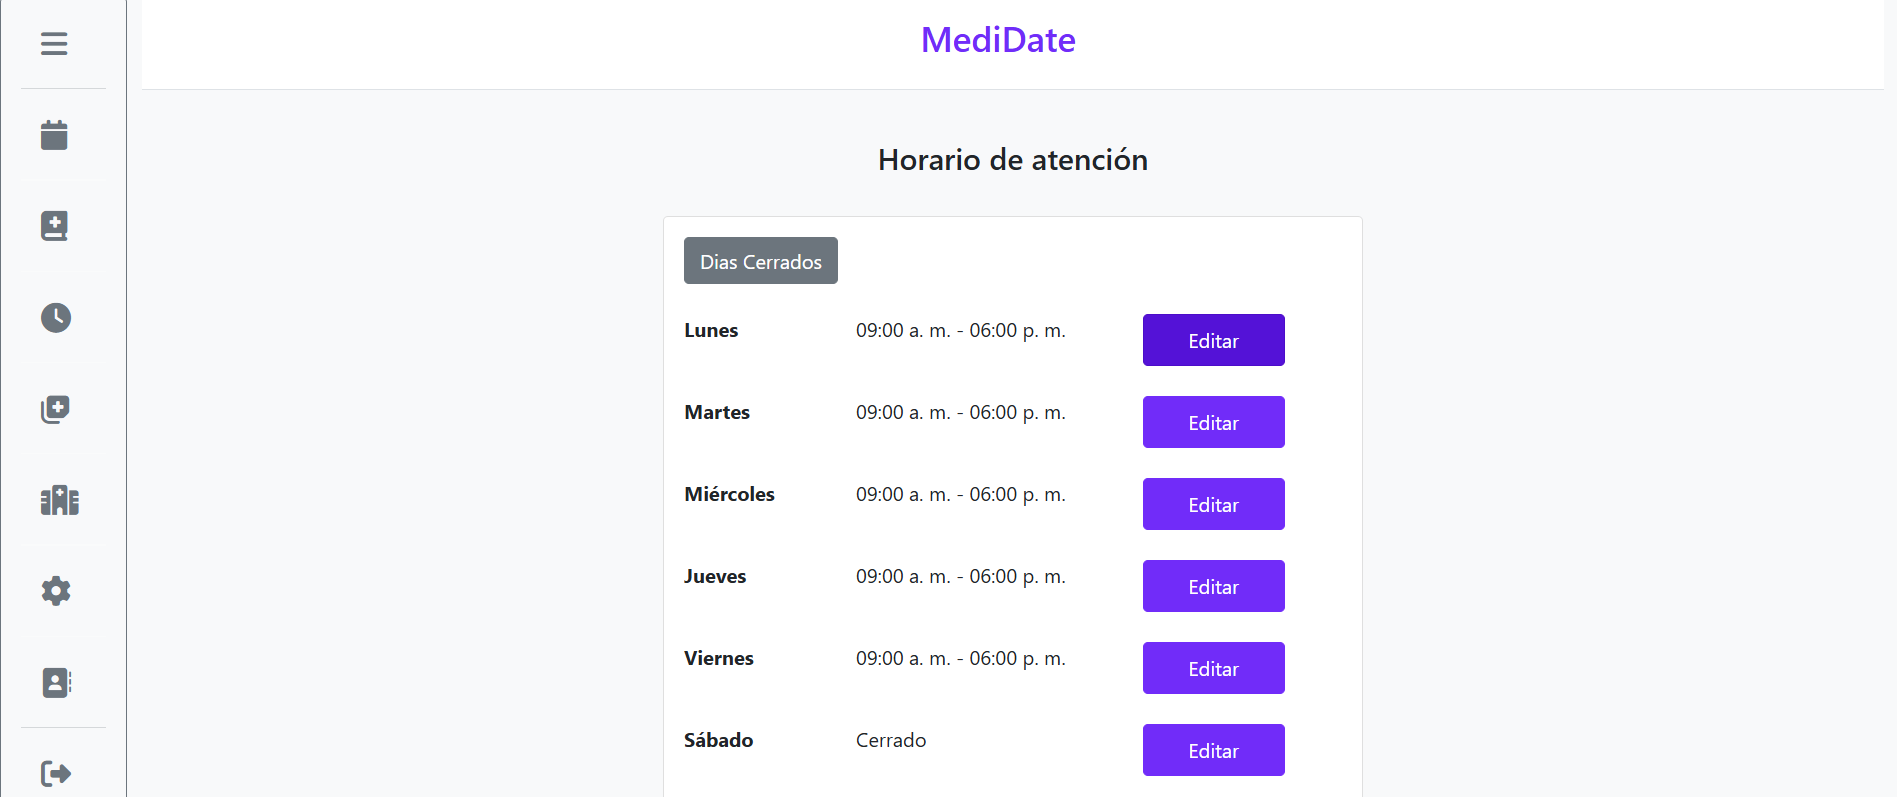 MediDate
Horario de atención
Dias Cerrados
Lunes 09:00 a. m. - 06:00 p. m. Editar
Martes 09:00 a. m. - 06:00 p. m. Editar
Miércoles 09:00 a. m. - 06:00 p. m. Editar
Jueves 09:00 a. m. - 06:00 p. m. Editar
Viernes 09:00 a. m. - 06:00 p. m. Editar
Sábado Cerrado Editar